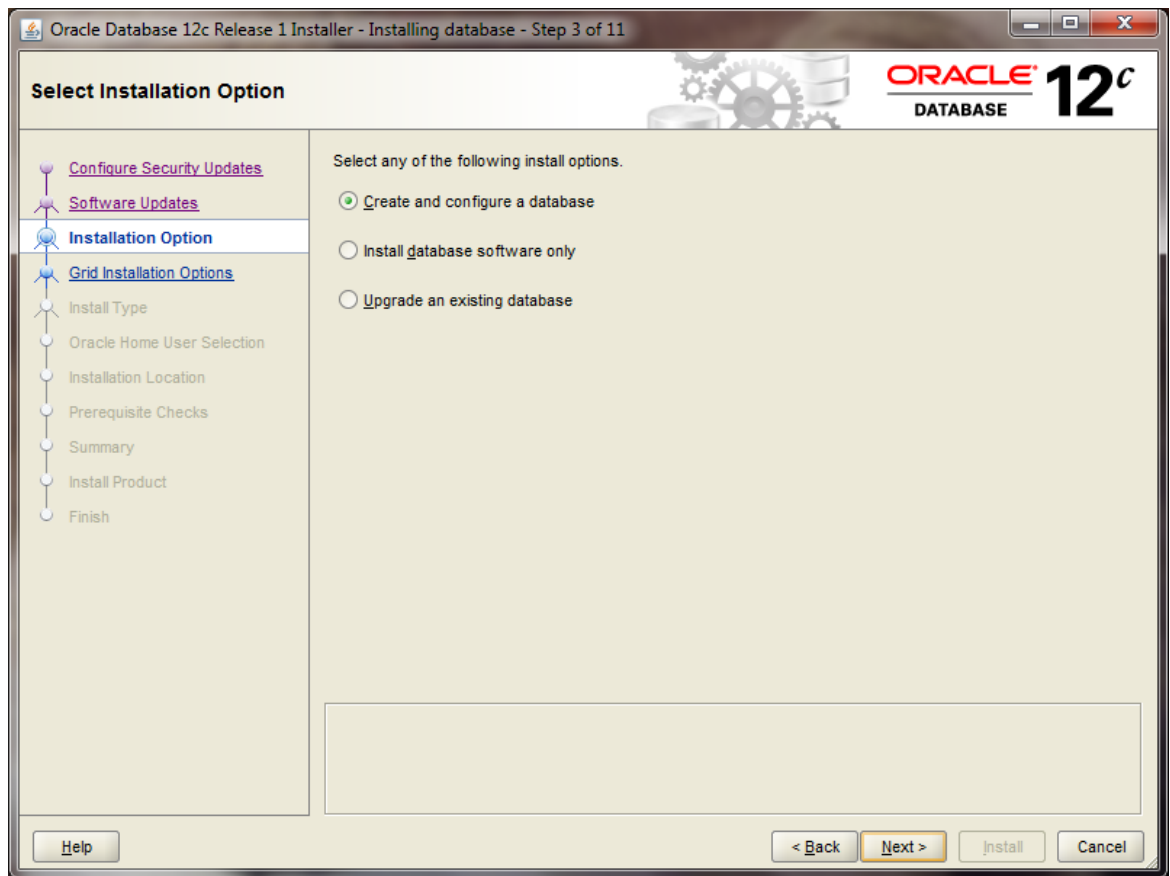 Oracle Database 12c Release 1 Installer - Installing database - Step 3 of 11
Select Installation Option
ORACLE DATABASE 12c
Configure Security Updates
Software Updates
Installation Option
Grid Installation Options
Install Type
Oracle Home User Selection
Installation Location
Prerequisite Checks
Summary
Install Product
Finish
Select any of the following install options.
Create and configure a database
Install database software only
Upgrade an existing database
Help
< Back
Next >
Install
Cancel